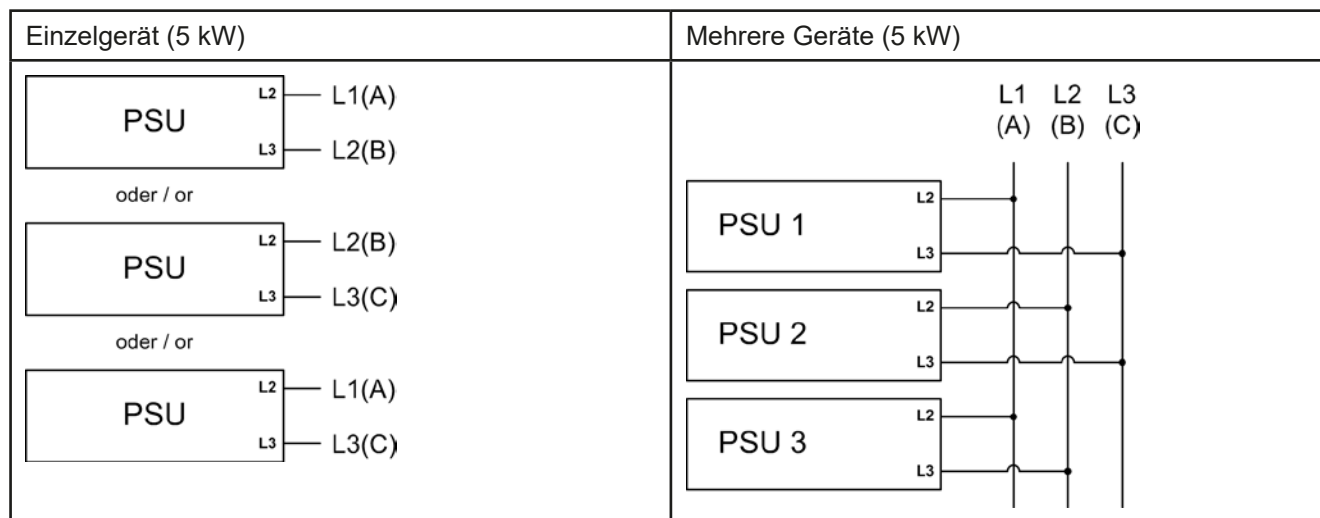 Einzelgerät (5 kW)
Mehrere Geräte (5 kW)
PSU
L2
L1(A)
L3
L2(B)
oder / or
PSU
L2
L2(B)
L3
L3(C)
oder / or
PSU
L2
L1(A)
L3
L3(C)
L1 L2 L3
(A) (B) (C)
PSU 1
L2
L3
PSU 2
L2
L3
PSU 3
L2
L3